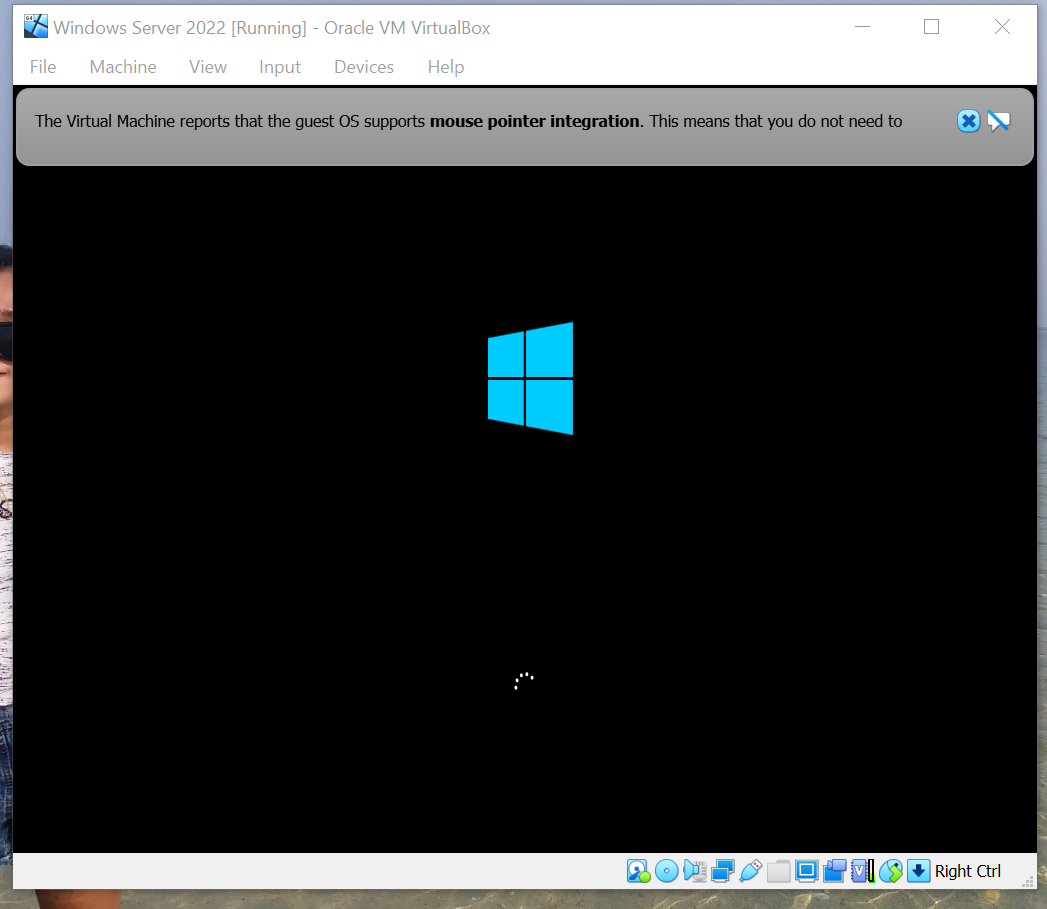 Windows Server 2022 [Running] - Oracle VM VirtualBox
File Machine View Input Devices Help
The Virtual Machine reports that the guest OS supports mouse pointer integration. This means that you do not need to
Right Ctrl